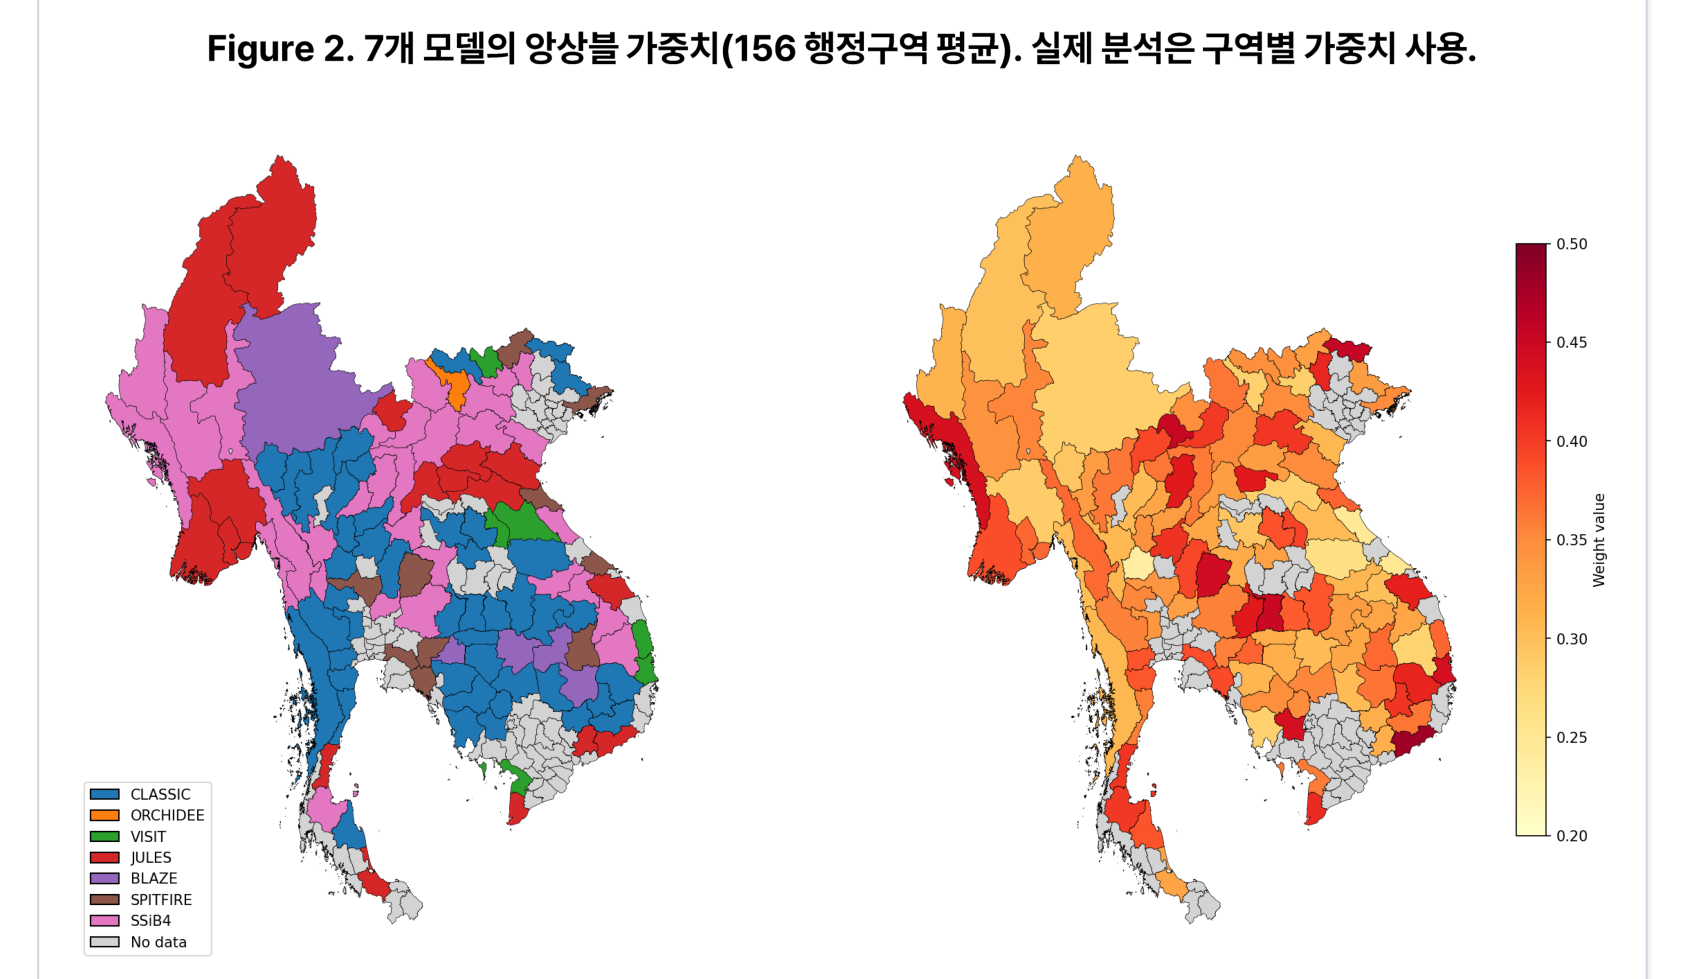 Figure 2. 7개 모델의 앙상블 가중치(156 행정구역 평균). 실제 분석은 구역별 가중치 사용.
CLASSIC
ORCHIDEE
VISIT
JULES
BLAZE
SPITFIRE
SSiB4
No data
0.50
0.45
0.40
0.35
0.30
0.25
0.20
Weight value